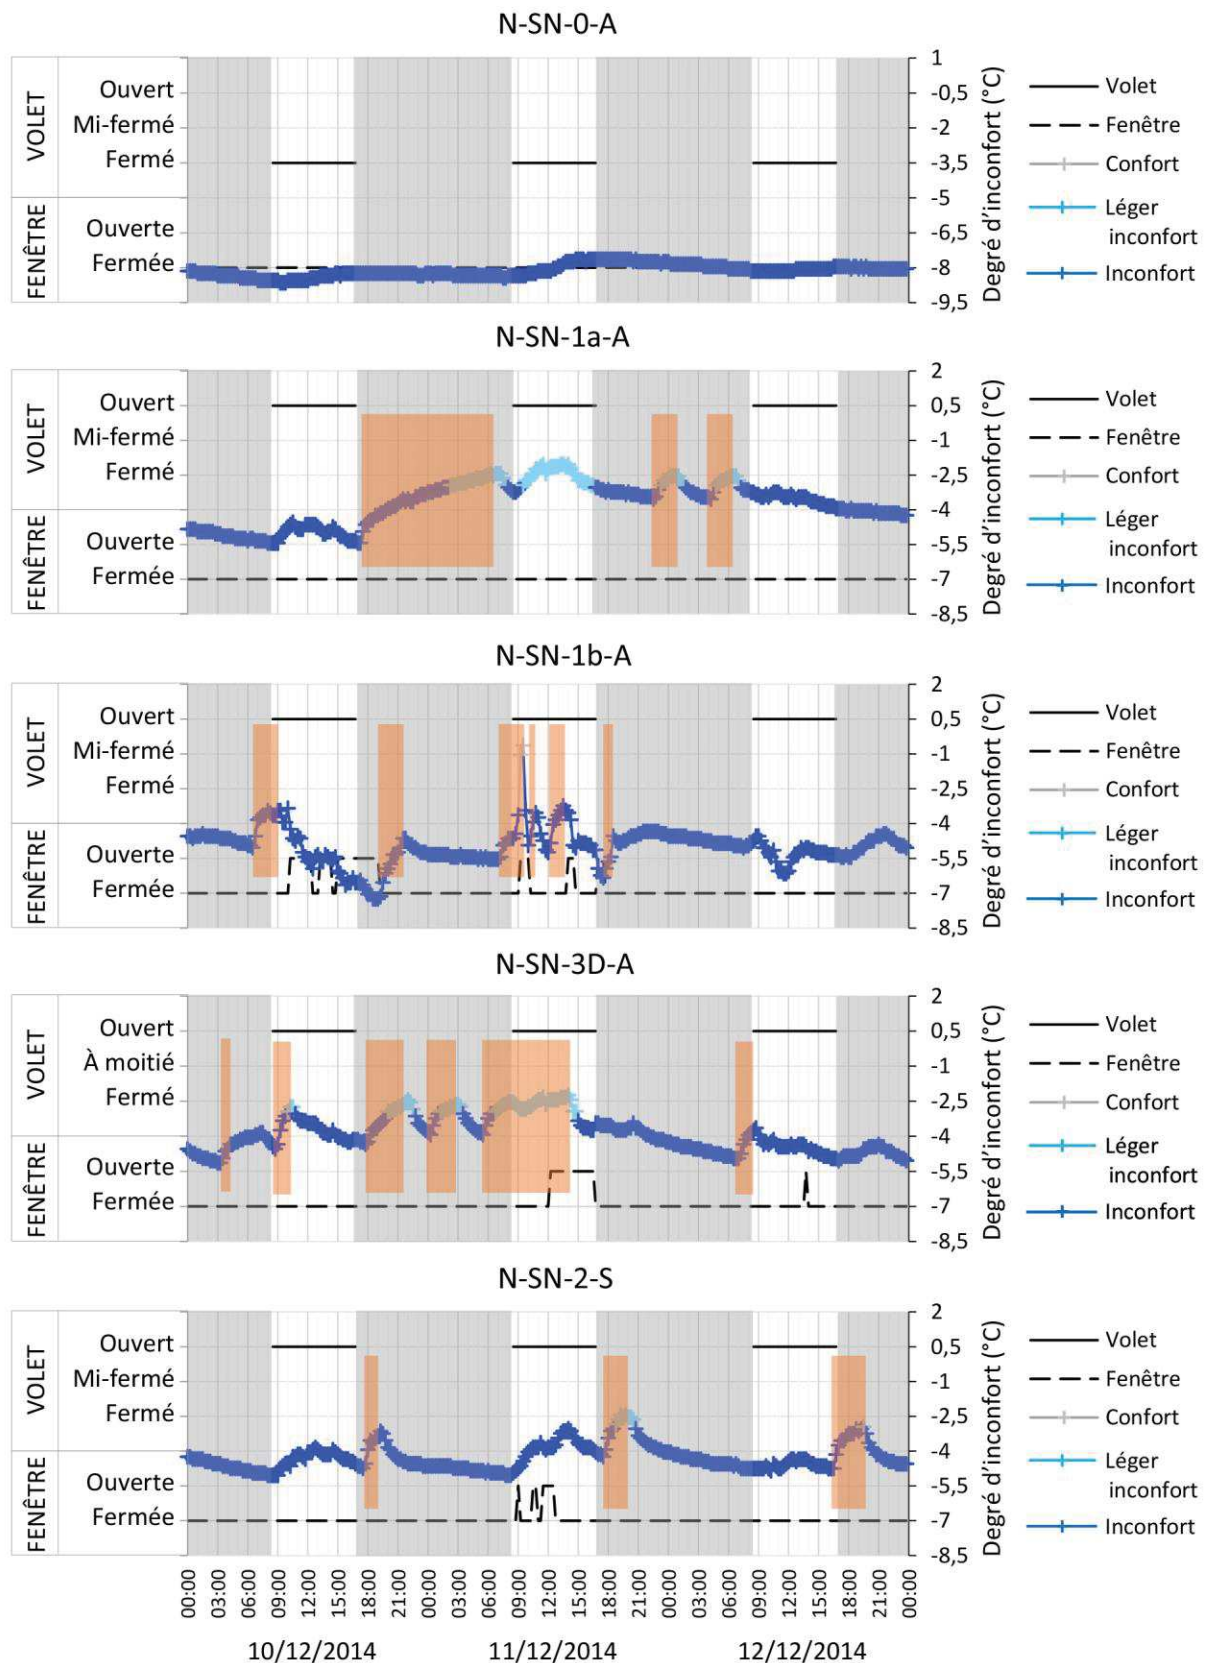 N-SN-0-A
VOLET
Ouvert
Mi-fermé
Fermé
FENÊTRE
Ouverte
Fermée
1
-0,5
-2
-3,5
-5
-6,5
-8
-9,5
Degré d'inconfort (°C)
Volet
Fenêtre
Confort
Léger
inconfort
Inconfort
N-SN-1a-A
VOLET
Ouvert
Mi-fermé
Fermé
FENÊTRE
Ouverte
Fermée
2
0,5
-1
-2,5
-4
-5,5
-7
-8,5
Degré d'inconfort (°C)
Volet
Fenêtre
Confort
Léger
inconfort
Inconfort
N-SN-1b-A
VOLET
Ouvert
Mi-fermé
Fermé
FENÊTRE
Ouverte
Fermée
2
0,5
-1
-2,5
-4
-5,5
-7
-8,5
Degré d'inconfort (°C)
Volet
Fenêtre
Confort
Léger
inconfort
Inconfort
N-SN-3D-A
VOLET
Ouvert
À moitié
Fermé
FENÊTRE
Ouverte
Fermée
2
0,5
-1
-2,5
-4
-5,5
-7
-8,5
Degré d'inconfort (°C)
Volet
Fenêtre
Confort
Léger
inconfort
Inconfort
N-SN-2-S
VOLET
Ouvert
Mi-fermé
Fermé
FENÊTRE
Ouverte
Fermée
2
0,5
-1
-2,5
-4
-5,5
-7
-8,5
Degré d'inconfort (°C)
Volet
Fenêtre
Confort
Léger
inconfort
Inconfort
00:00 03:00 06:00 09:00 12:00 15:00 18:00 21:00 00:00 03:00 06:00 09:00 12:00 15:00 18:00 21:00 00:00 03:00 06:00 09:00 12:00 15:00 18:00 21:00 00:00
10/12/2014 11/12/2014 12/12/2014